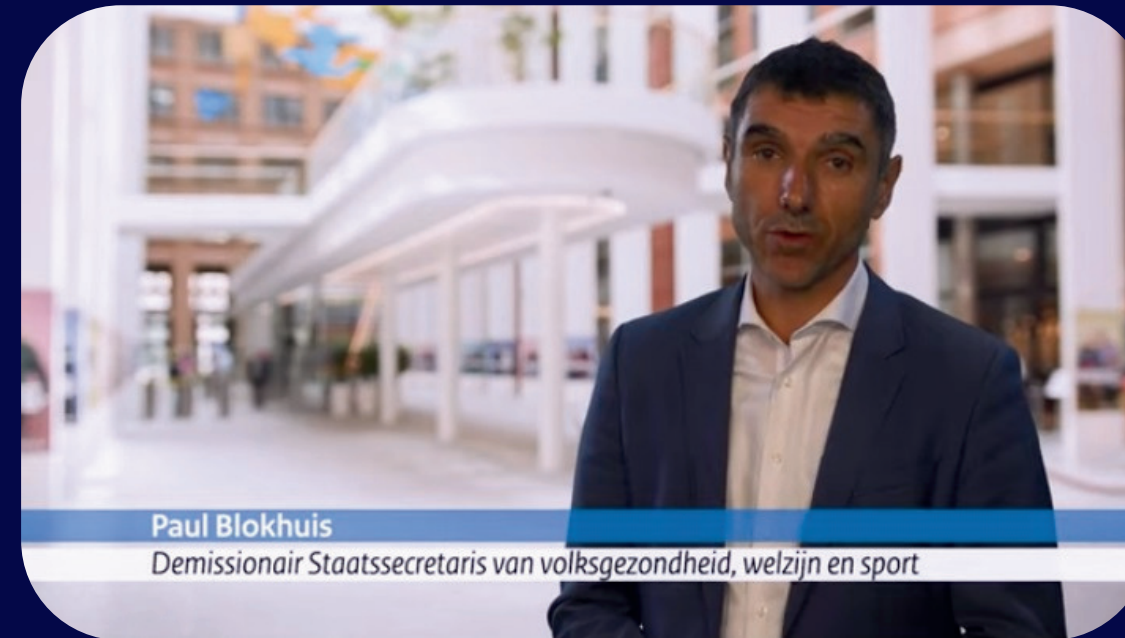 Paul Blokhuis
Demissionair Staatssecretaris van volksgezondheid, welzijn en sport